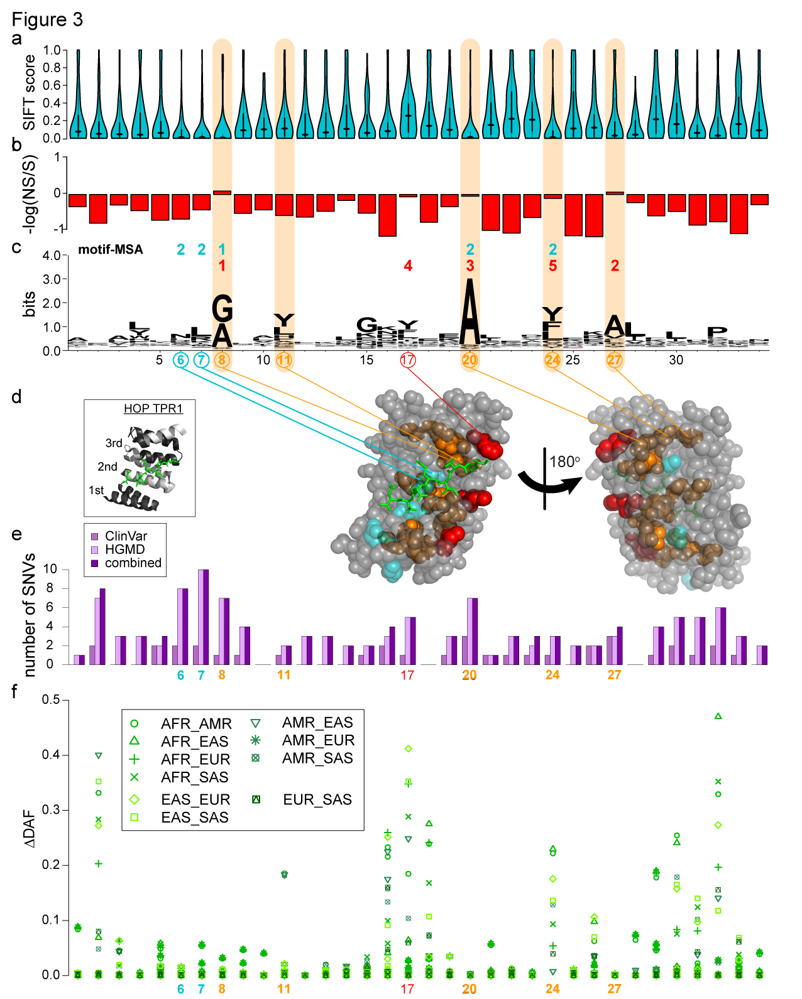 Figure 3
a
SIFT score
1.0
0.8
0.6
0.4
0.2
0.0
b
-log(NS/S)
1
0
-1
c
motif-MSA
2 2 1 2 2
1 4 3 5 2
bits
4.0
3.0
2.0
1.0
0.0
G A Y G Y A Y F A L P
5 6 7 8 10 11 15 17 20 24 25 27 30
d
HOP TPR1
3rd
2nd
1st
180o
e
ClinVar
HGMD
combined
number of SNVs
10
8
6
4
2
0
6 7 8 11 17 20 24 27
f
ΔDAF
0.5
0.4
0.3
0.2
0.1
0.0
AFR_AMR
AFR_EAS
AFR_EUR
AFR_SAS
EAS_EUR
EAS_SAS
AMR_EAS
AMR_EUR
AMR_SAS
EUR_SAS
6 7 8 11 17 20 24 27